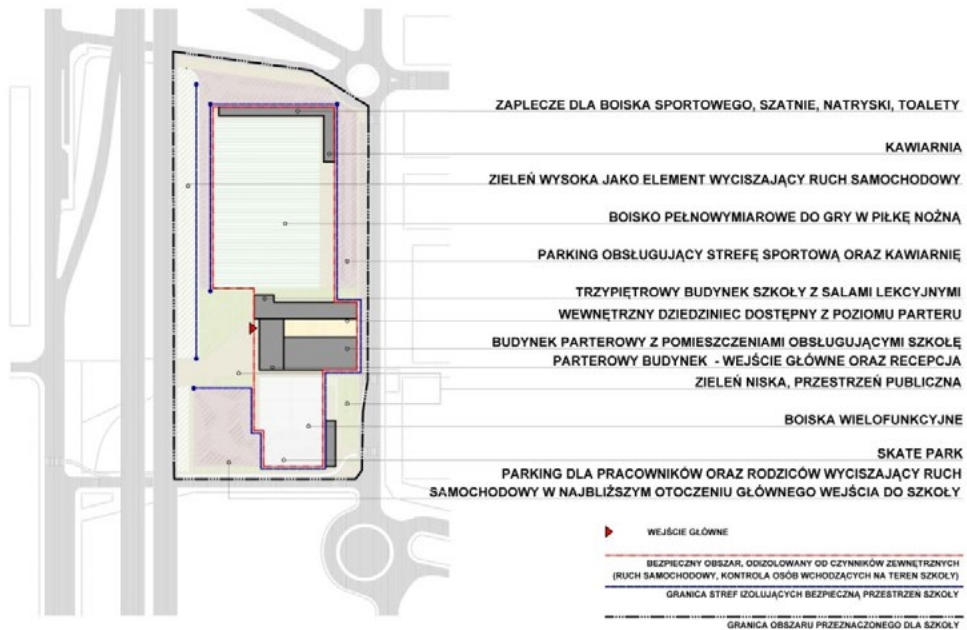 ZAPLECZE DLA BOISKA SPORTOWEGO, SZATNIE, NATRYSKI, TOALETY
KAWIARNIA
ZIELEŃ WYSOKA JAKO ELEMENT WYCISZAJĄCY RUCH SAMOCHODOWY
BOISKO PEŁNOWYMIAROWE DO GRY W PIŁKĘ NOŻNĄ
PARKING OBSŁUGUJĄCY STREFĘ SPORTOWĄ ORAZ KAWIARNIĘ
TRZYPIĘTROWY BUDYNEK SZKOŁY Z SALAMI LEKCYJNYMI
WEWNĘTRZNY DZIEDZINIEC DOSTĘPNY Z POZIOMU PARTERU
BUDYNEK PARTEROWY Z POMIESZCZENIAMI OBSŁUGUJĄCYMI SZKOŁĘ
PARTEROWY BUDYNEK - WEJŚCIE GŁÓWNE ORAZ RECEPCJA
ZIELEŃ NISKA, PRZESTRZEŃ PUBLICZNA
BOISKA WIELOFUNKCYJNE
SKATE PARK
PARKING DLA PRACOWNIKÓW ORAZ RODZICÓW WYCISZAJĄCY RUCH
SAMOCHODOWY W NAJBLIŻSZYM OTOCZENIU GŁÓWNEGO WEJŚCIA DO SZKOŁY
WEJŚCIE GŁÓWNE
BEZPIECZNY OBSZAR, ODIZOLOWANY OD CZYNNIKÓW ZEWNĘTRZNYCH
(RUCH SAMOCHODOWY, KONTROLA OSÓB WCHODZĄCYCH NA TEREN SZKOŁY)
GRANICA STREF IZOLUJĄCYCH BEZPIECZNĄ PRZESTRZEŃ SZKOŁY
GRANICA OBSZARU PRZEZNACZONEGO DLA SZKOŁY